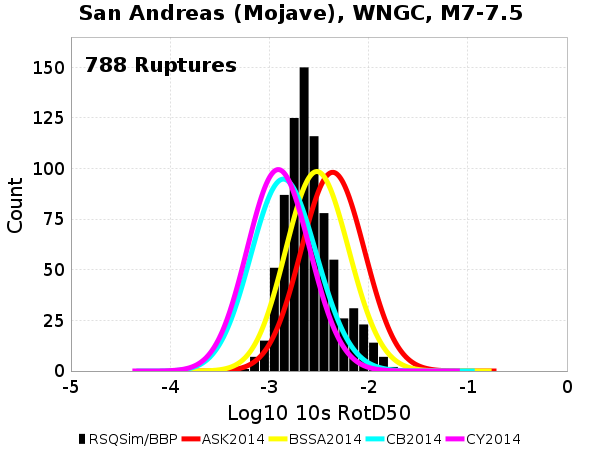 San Andreas (Mojave), WNGC, M7-7.5
788 Ruptures
Count
150
125
100
75
50
25
0
-5 -4 -3 -2 -1 0
Log10 10s RotD50
RSQSim/BBP ASK2014 BSSA2014 CB2014 CY2014